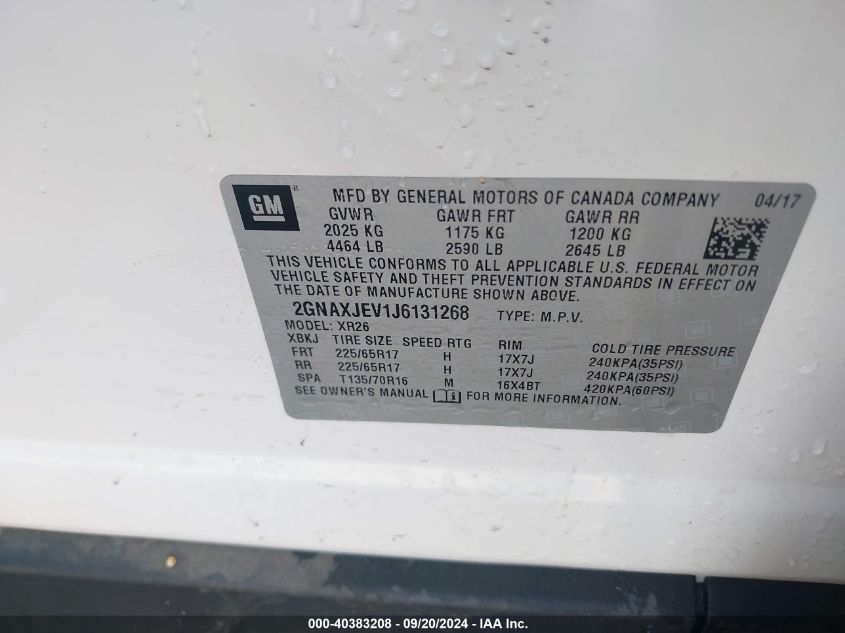 GM ® MFD BY GENERAL MOTORS OF CANADA COMPANY 04/17
GVWR GAWR FRT GAWR RR
2025 KG 1175 KG 1200 KG
4464 LB 2590 LB 2645 LB
THIS VEHICLE CONFORMS TO ALL APPLICABLE U.S. FEDERAL MOTOR
VEHICLE SAFETY AND THEFT PREVENTION STANDARDS IN EFFECT ON
THE DATE OF MANUFACTURE SHOWN ABOVE.
2GNAXJEV1J6131268 TYPE: M.P.V.
MODEL: XR26
XBKJ TIRE SIZE SPEED RTG RIM COLD TIRE PRESSURE
FRT 225/65R17 H 17X7J 240KPA(35PSI)
RR 225/65R17 H 17X7J 240KPA(35PSI)
SPA T135/70R16 M 16X4BT 420KPA(60PSI)
SEE OWNER'S MANUAL FOR MORE INFORMATION.
000-40383208 - 09/20/2024 - IAA Inc.